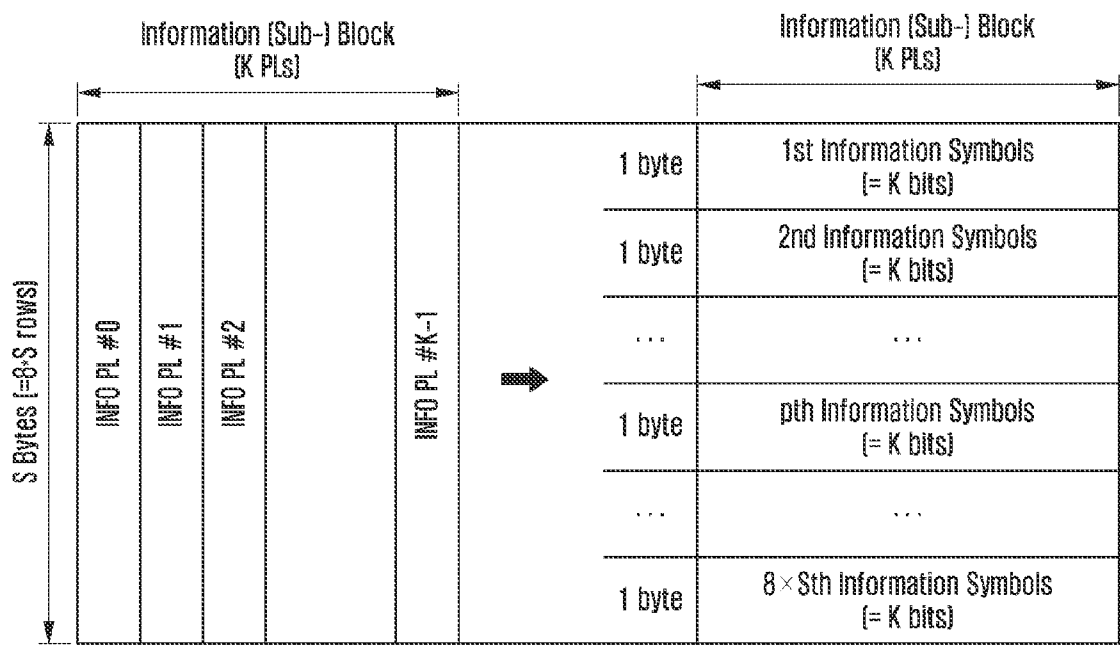 Information (Sub-) Block
(K PLs)
Information (Sub-) Block
(K PLs)
S Bytes (=8*S rows)
INFO PL #0
INFO PL #1
INFO PL #2
INFO PL #K-1
1 byte
1st Information Symbols
(= K bits)
1 byte
2nd Information Symbols
(= K bits)
...
...
1 byte
pth Information Symbols
(= K bits)
...
...
1 byte
8×Sth Information Symbols
(= K bits)